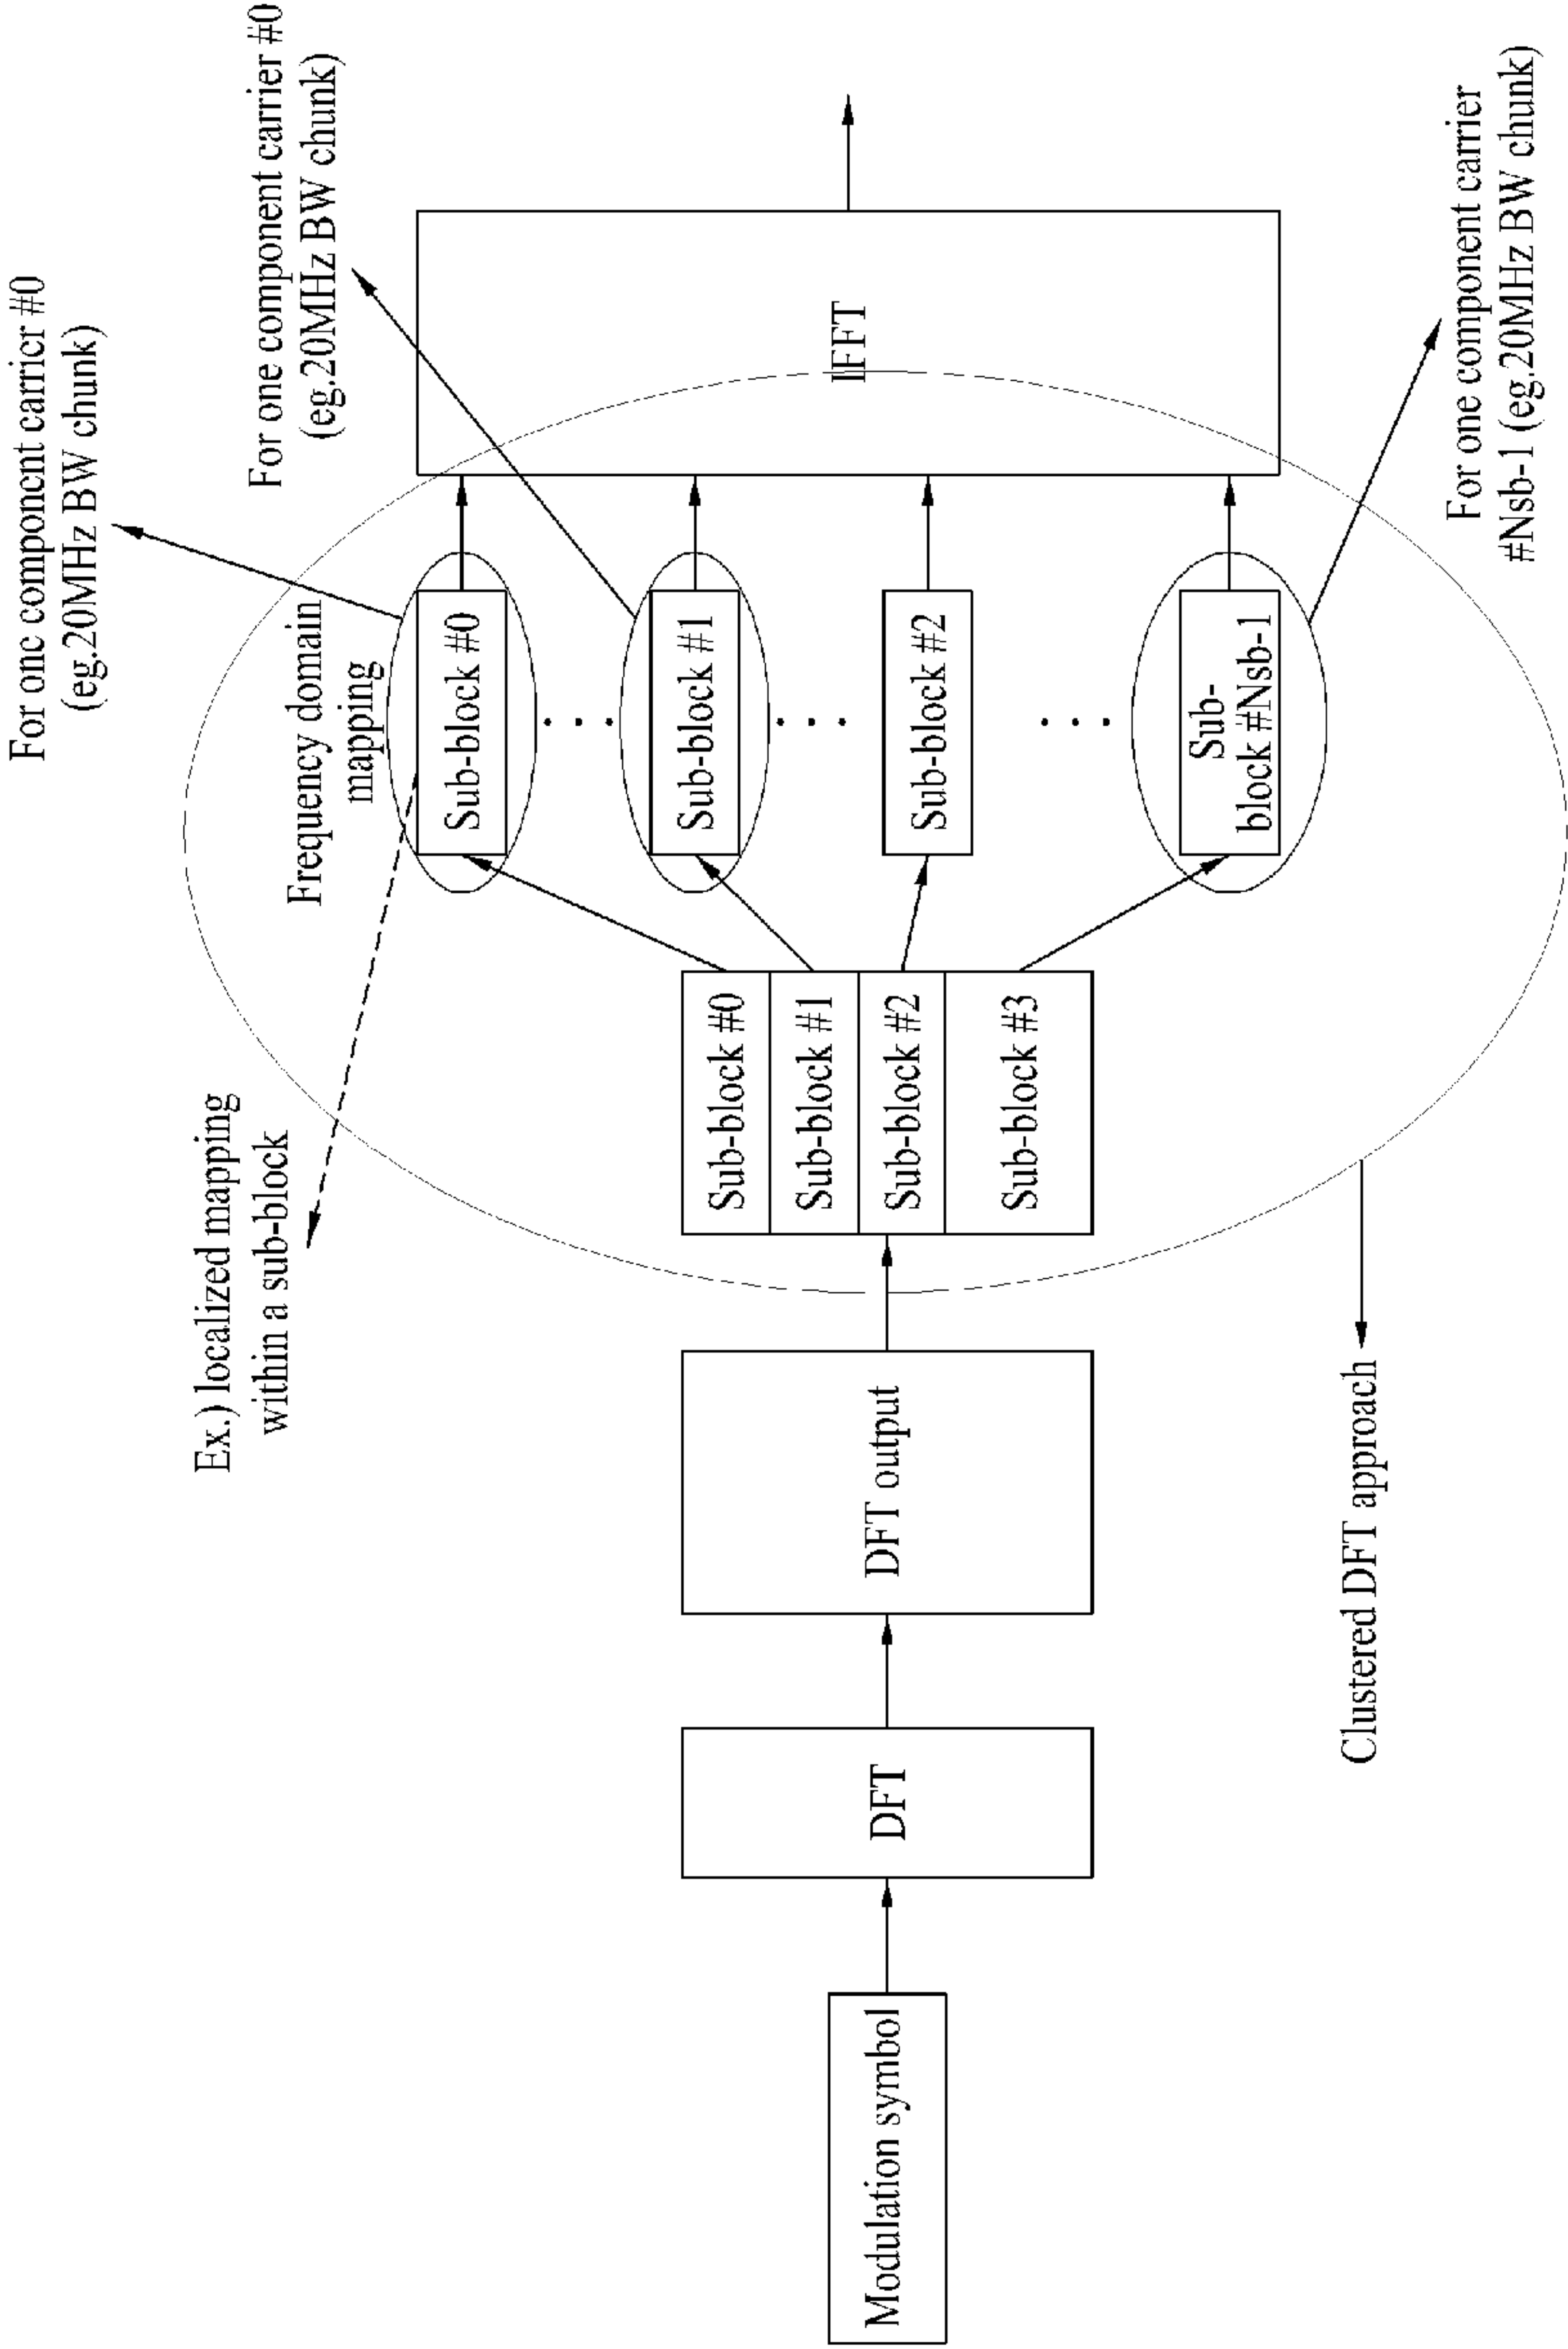 For one component carrier #0
(eg.20MHz BW chunk)
For one component carrier #0
(eg.20MHz BW chunk)
Ex.) localized mapping
within a sub-block
Frequency domain
mapping
Sub-block #0
Sub-block #1
Sub-block #2
Sub-
block #Nsb-1
Modulation symbol
DFT
DFT output
Sub-block #0
Sub-block #1
Sub-block #2
Sub-block #3
IFFT
Clustered DFT approach
For one component carrier
#Nsb-1 (eg.20MHz BW chunk)